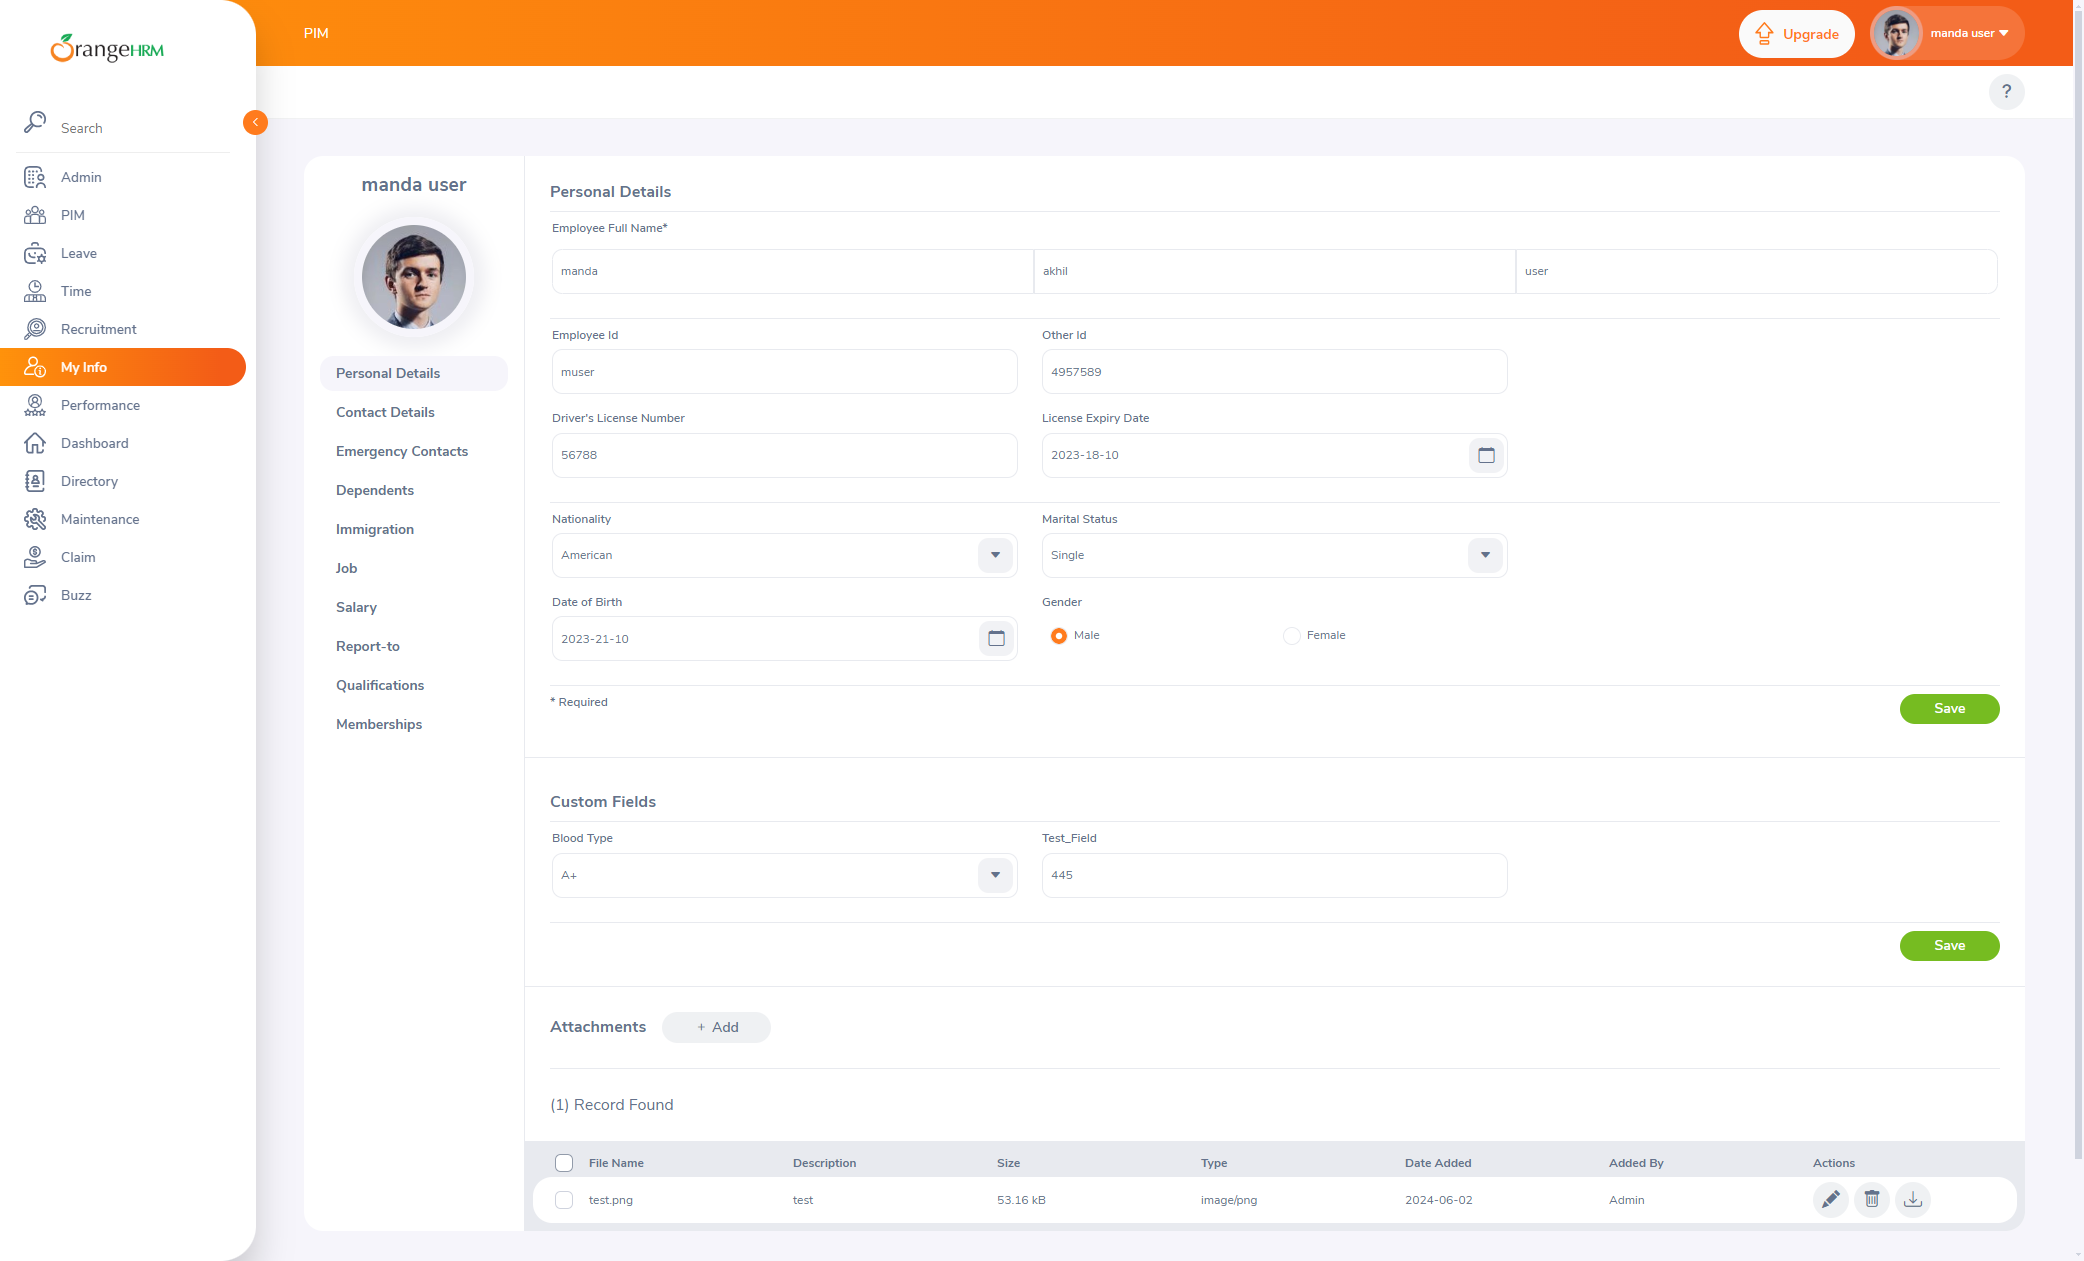 OrangeHRM
Search
Admin
PIM
Leave
Time
Recruitment
My Info
Performance
Dashboard
Directory
Maintenance
Claim
Buzz
PIM
Upgrade
manda user
?
manda user
Personal Details
Contact Details
Emergency Contacts
Dependents
Immigration
Job
Salary
Report-to
Qualifications
Memberships
Personal Details
Employee Full Name*
manda akhil user
Employee Id Other Id
muser 4957589
Driver's License Number License Expiry Date
56788 2023-18-10
Nationality Marital Status
American Single
Date of Birth Gender
2023-21-10 Male Female
* Required
Save
Custom Fields
Blood Type Test_Field
A+ 445
Save
Attachments + Add
(1) Record Found
File Name Description Size Type Date Added Added By Actions
test.png test 53.16 kB image/png 2024-06-02 Admin